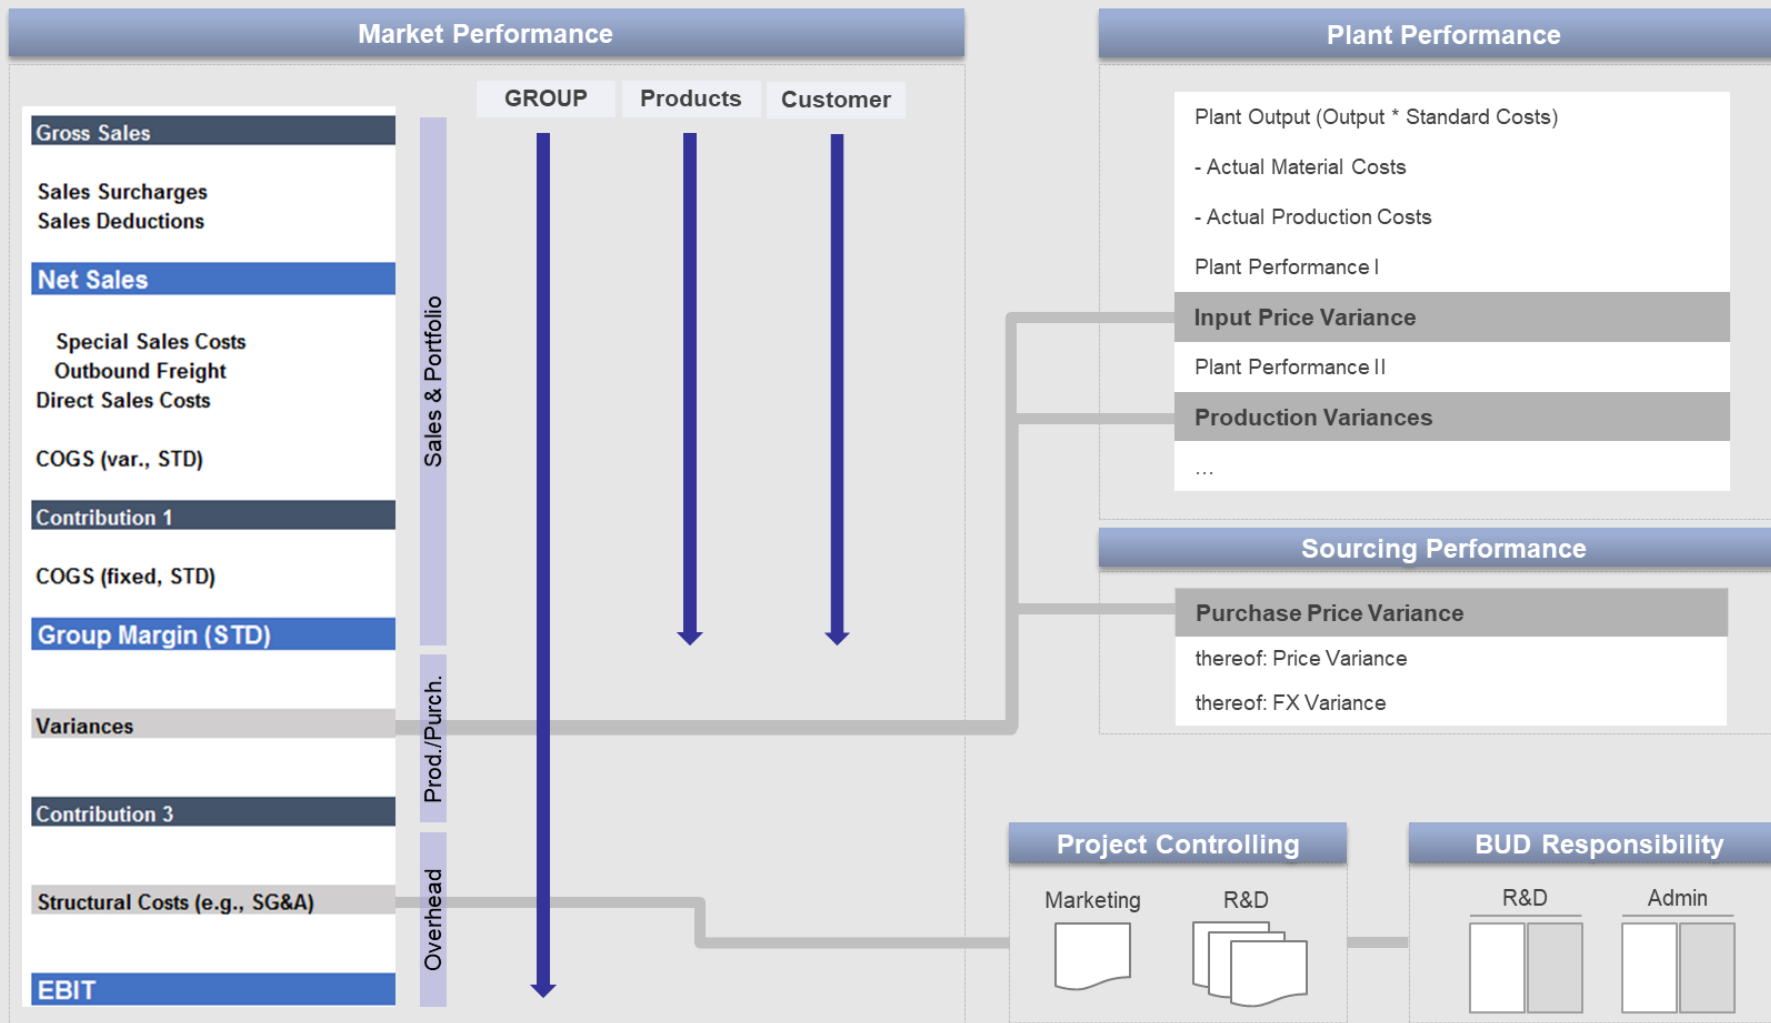 Market Performance
GROUP
Products
Customer
Gross Sales
Sales Surcharges
Sales Deductions
Net Sales
Special Sales Costs
Outbound Freight
Direct Sales Costs
COGS (var., STD)
Contribution 1
COGS (fixed, STD)
Group Margin (STD)
Variances
Contribution 3
Structural Costs (e.g., SG&A)
EBIT
Sales & Portfolio
Prod./Purch.
Overhead
Plant Performance
Plant Output (Output * Standard Costs)
- Actual Material Costs
- Actual Production Costs
Plant Performance I
Input Price Variance
Plant Performance II
Production Variances
...
Sourcing Performance
Purchase Price Variance
thereof: Price Variance
thereof: FX Variance
Project Controlling
Marketing
R&D
BUD Responsibility
R&D
Admin